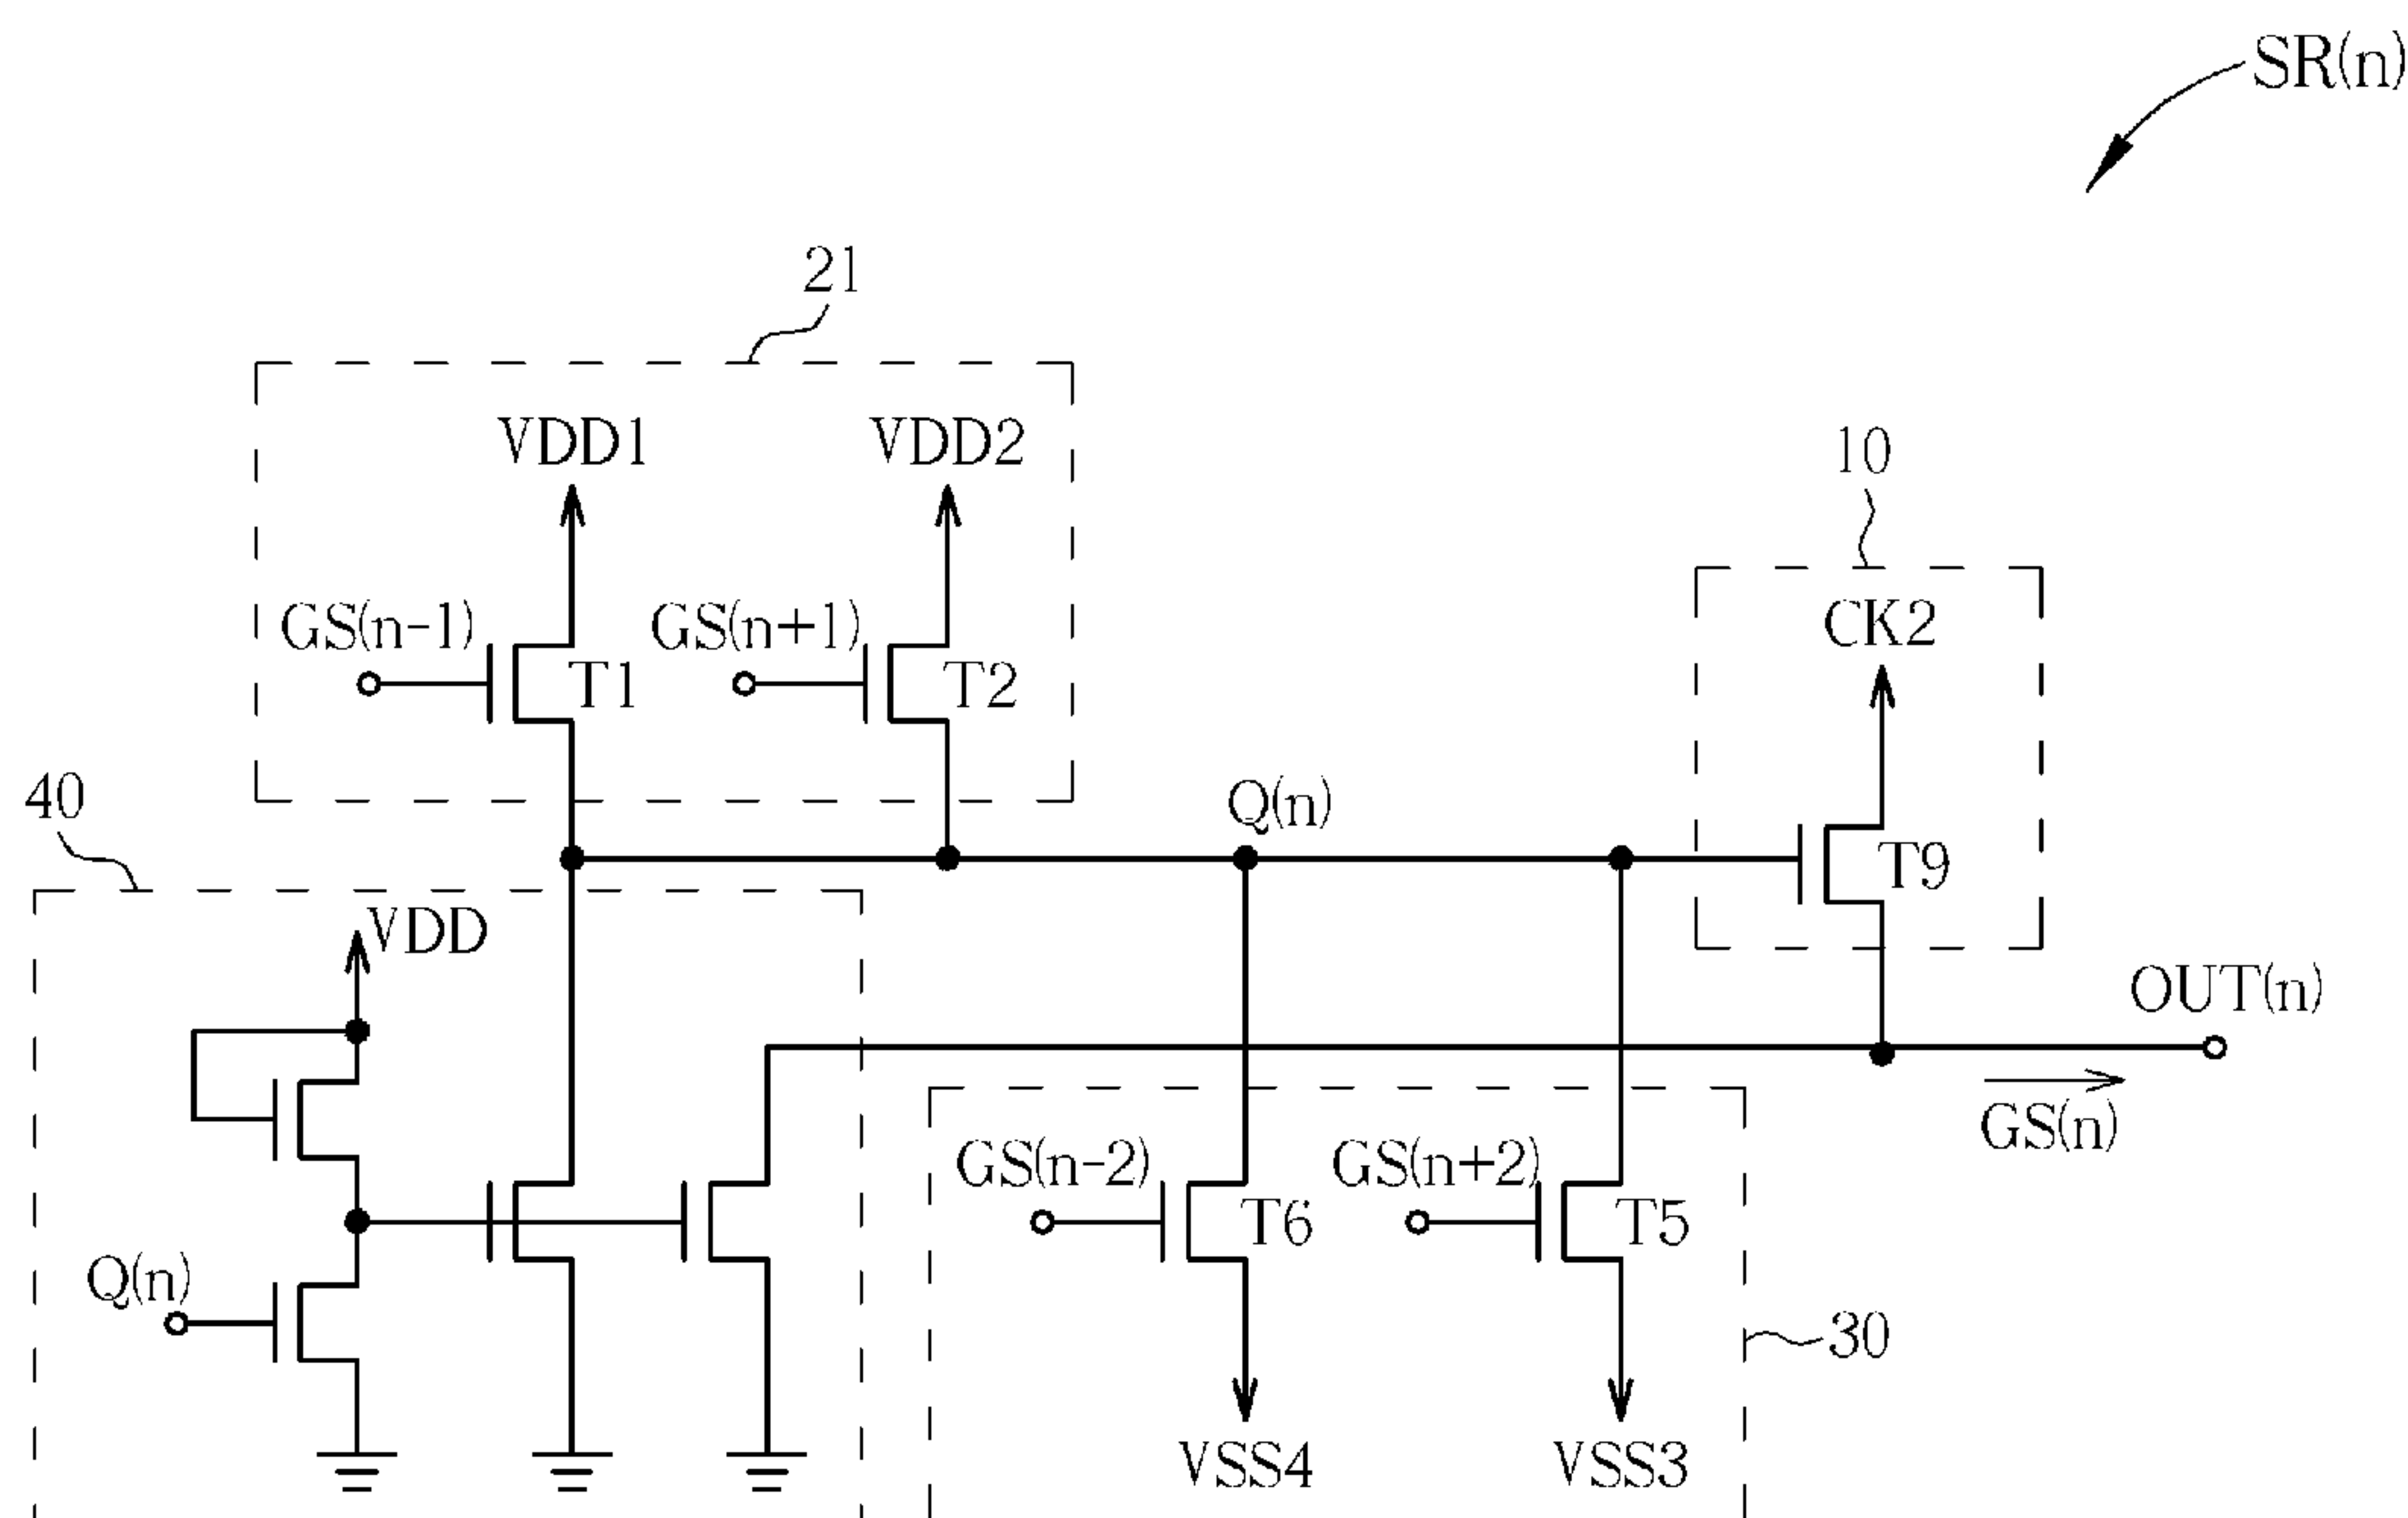 SR(n)
21
VDD1
VDD2
10
GS(n-1)
GS(n+1)
CK2
T1
T2
40
Q(n)
T9
VDD
OUT(n)
GS(n)
GS(n-2)
GS(n+2)
T6
T5
Q(n)
30
VSS4
VSS3